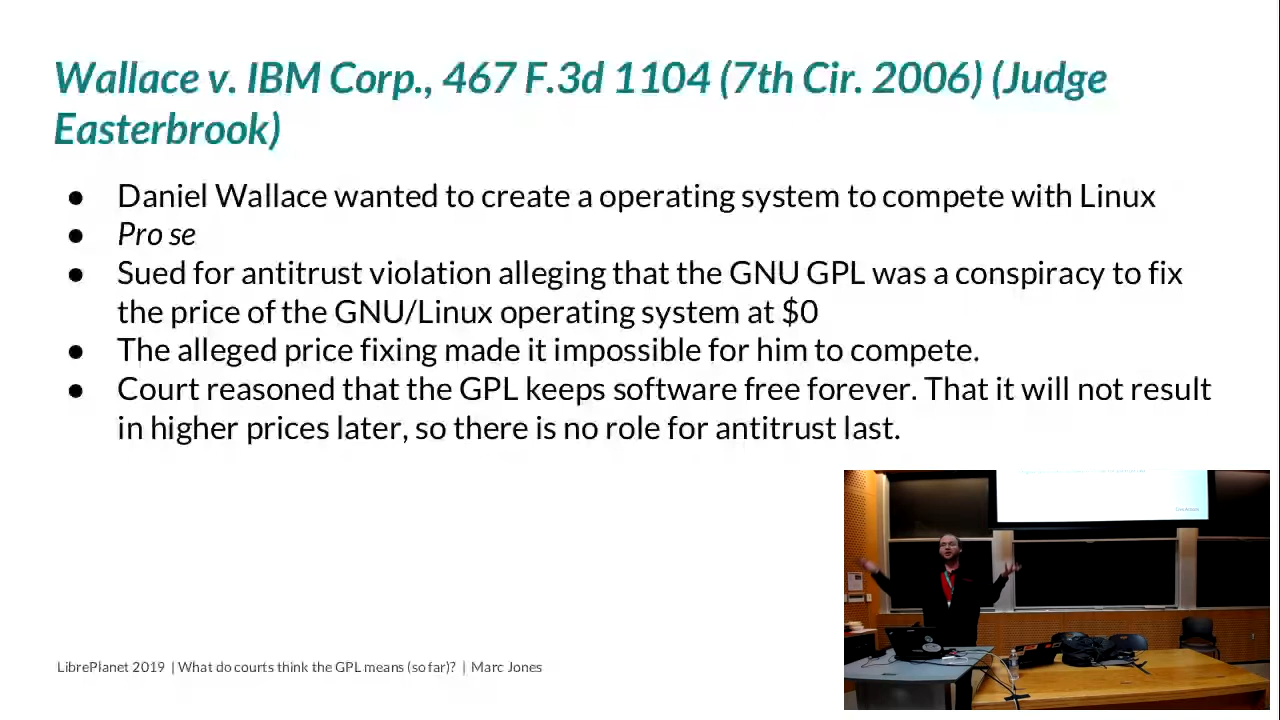 Wallace v. IBM Corp., 467 F.3d 1104 (7th Cir. 2006) (Judge
Easterbrook)
● Daniel Wallace wanted to create a operating system to compete with Linux
● Pro se
● Sued for antitrust violation alleging that the GNU GPL was a conspiracy to fix
the price of the GNU/Linux operating system at $0
● The alleged price fixing made it impossible for him to compete.
● Court reasoned that the GPL keeps software free forever. That it will not result
in higher prices later, so there is no role for antitrust last.
LibrePlanet 2019 | What do courts think the GPL means (so far)? | Marc Jones